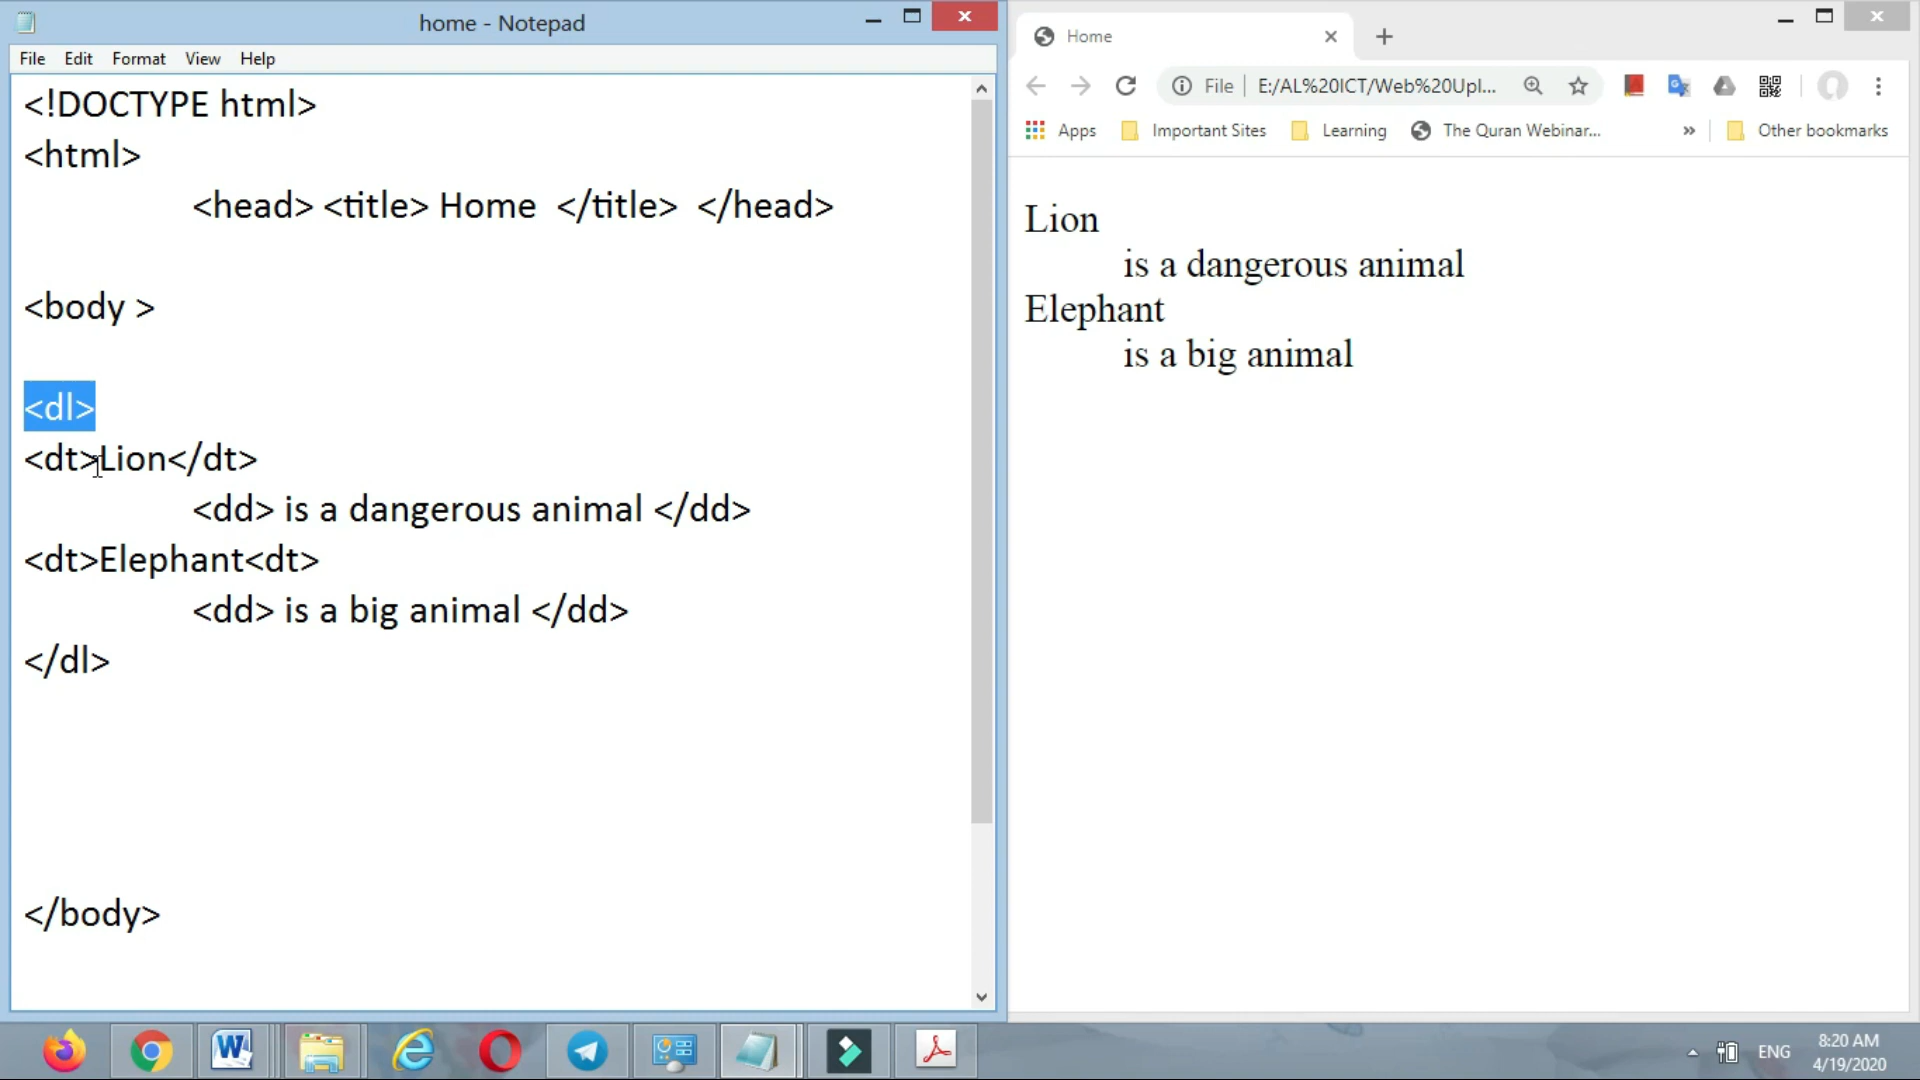 home - Notepad
File Edit Format View Help
<!DOCTYPE html>
<html>
<head> <title> Home </title> </head>
<body >
<dl>
<dt>Lion</dt>
<dd> is a dangerous animal </dd>
<dt>Elephant<dt>
<dd> is a big animal </dd>
</dl>
</body>
Home
File E:/AL%20ICT/Web%20Upl...
Apps Important Sites Learning The Quran Webinar... » Other bookmarks
Lion
is a dangerous animal
Elephant
is a big animal
ENG
8:20 AM
4/19/2020